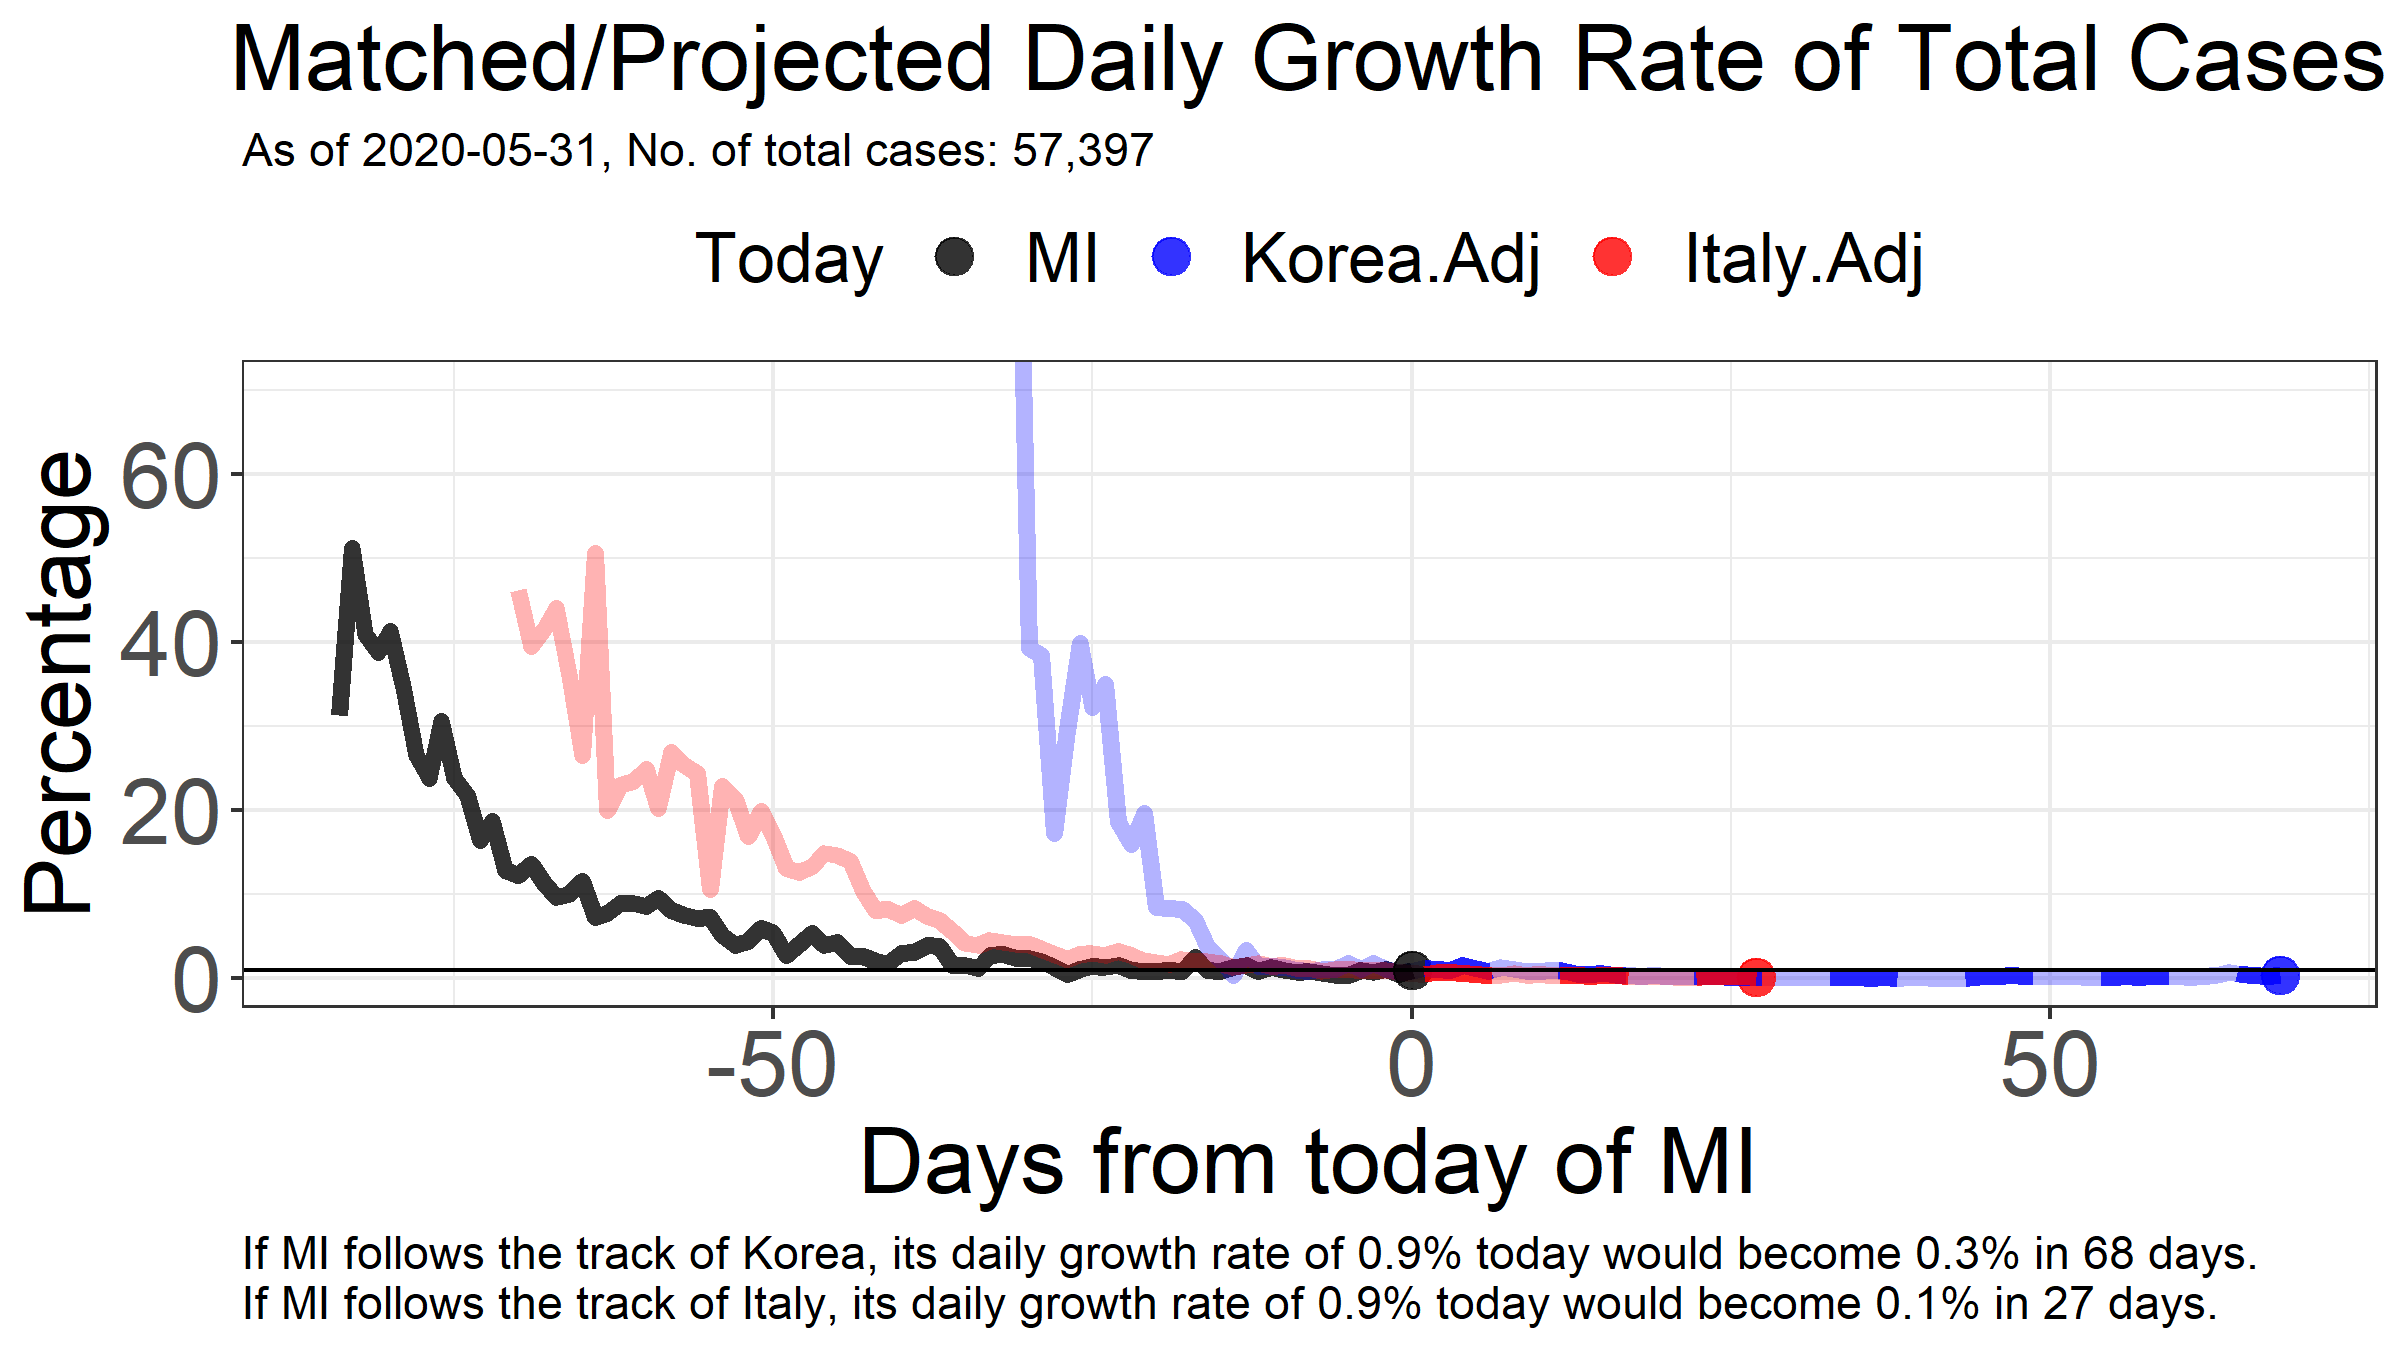 Matched/Projected Daily Growth Rate of Total Cases
As of 2020-05-31, No. of total cases: 57,397
Today MI Korea.Adj Italy.Adj
Percentage
60
40
20
0
-50 0 50
Days from today of MI
If MI follows the track of Korea, its daily growth rate of 0.9% today would become 0.3% in 68 days.
If MI follows the track of Italy, its daily growth rate of 0.9% today would become 0.1% in 27 days.